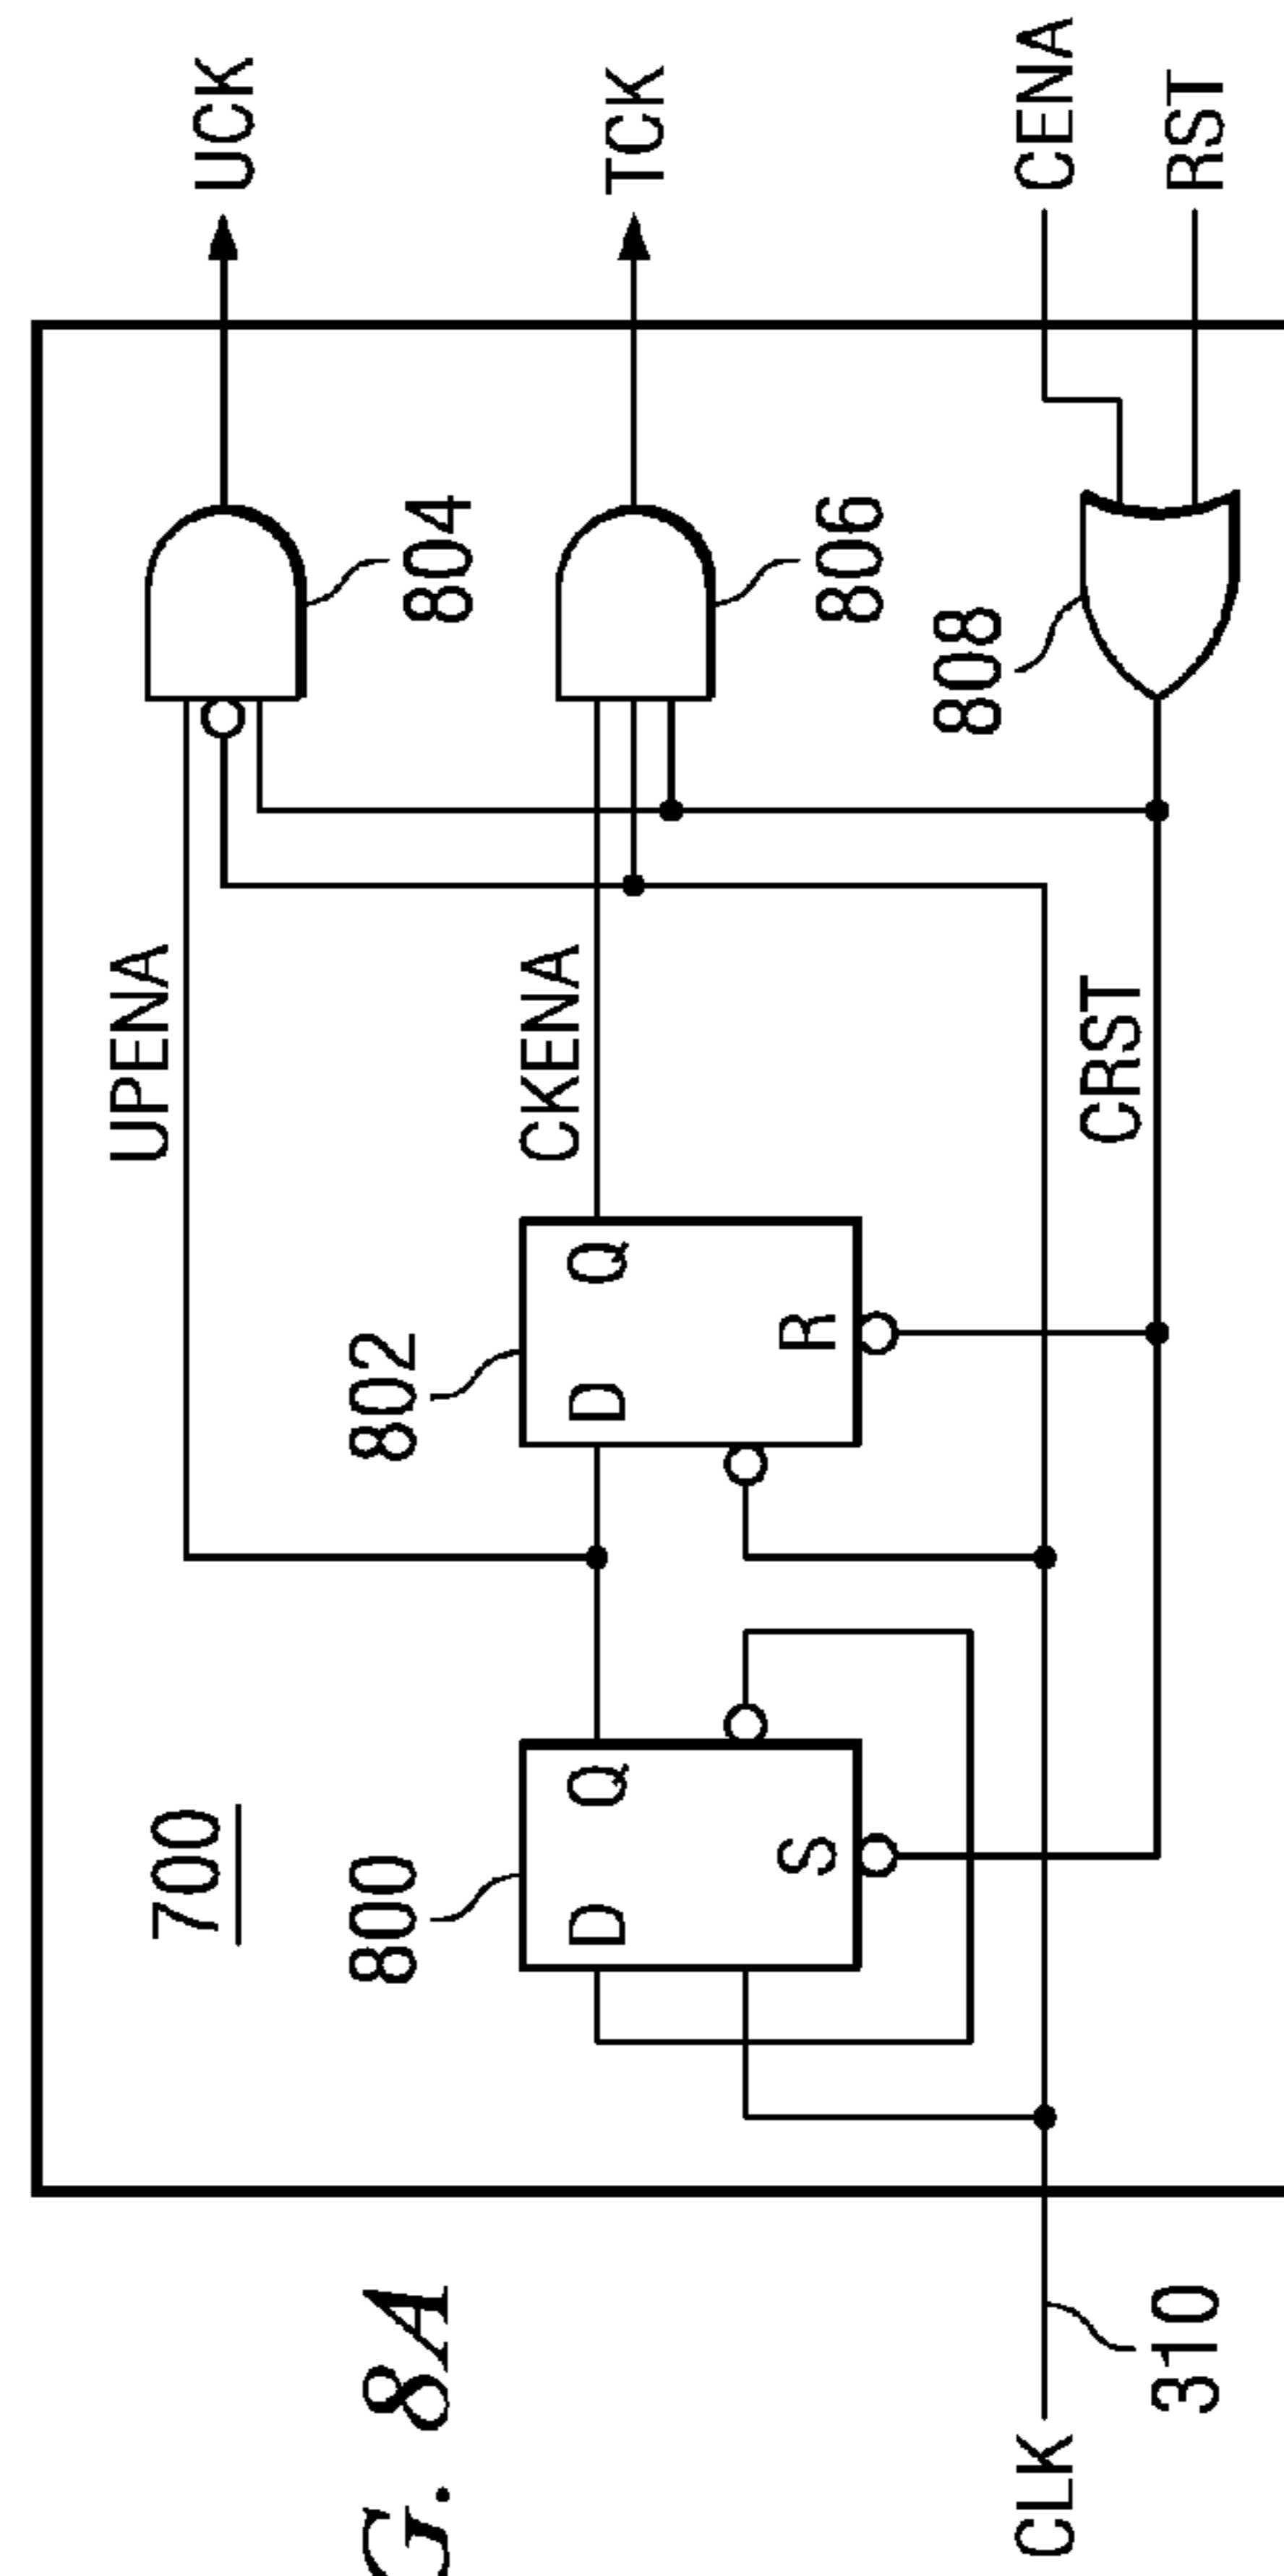 G. 8A
700
UPENA
UCK
800
802
804
D
Q
D
Q
CKENA
TCK
S
R
806
808
CLK
CENA
CRST
310
RST